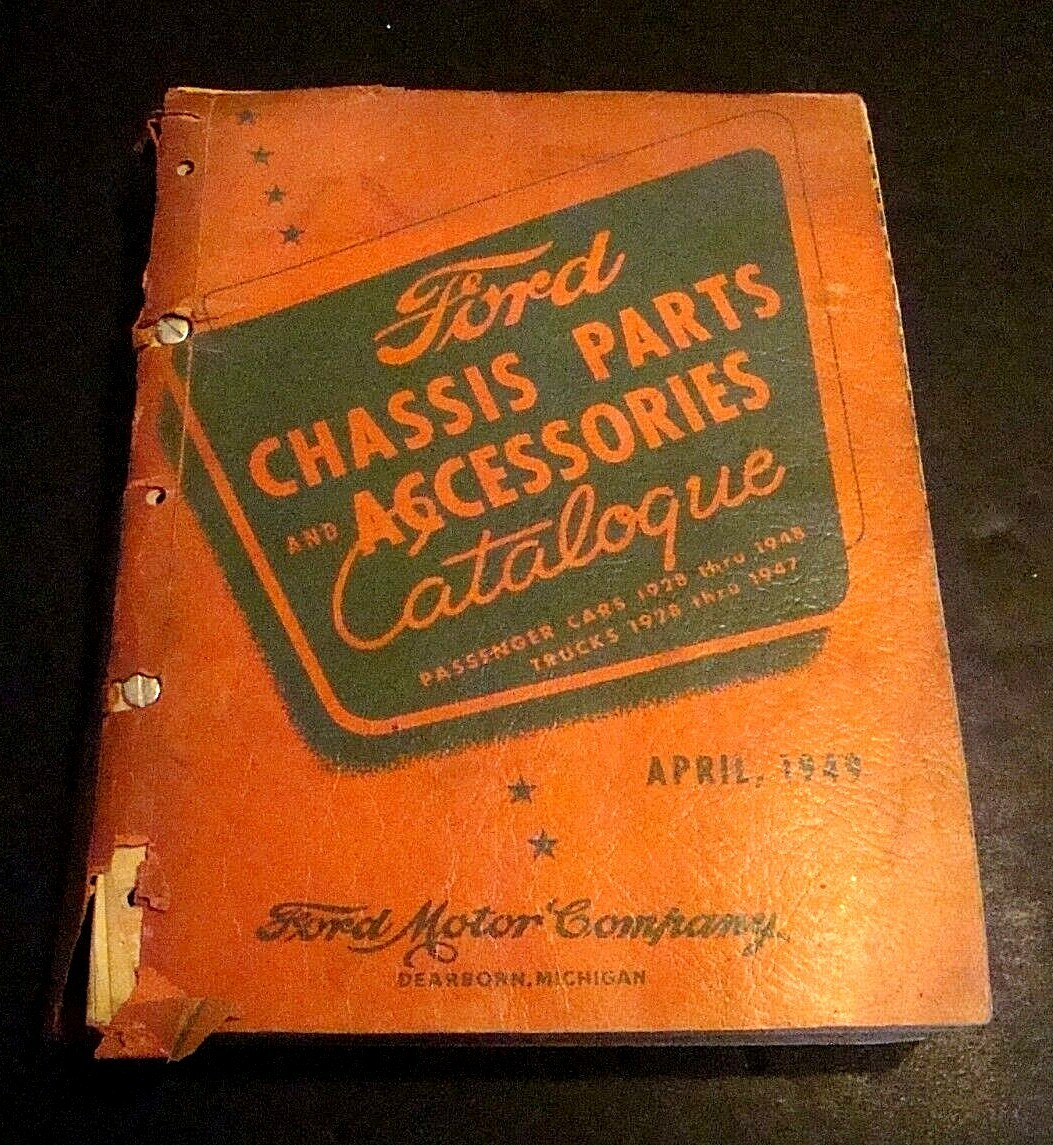 Ford
CHASSIS PARTS
AND ACCESSORIES
Catalogue
PASSENGER CARS 1928 thru 1948
TRUCKS 1928 thru 1947
APRIL, 1949
Ford Motor Company
DEARBORN, MICHIGAN